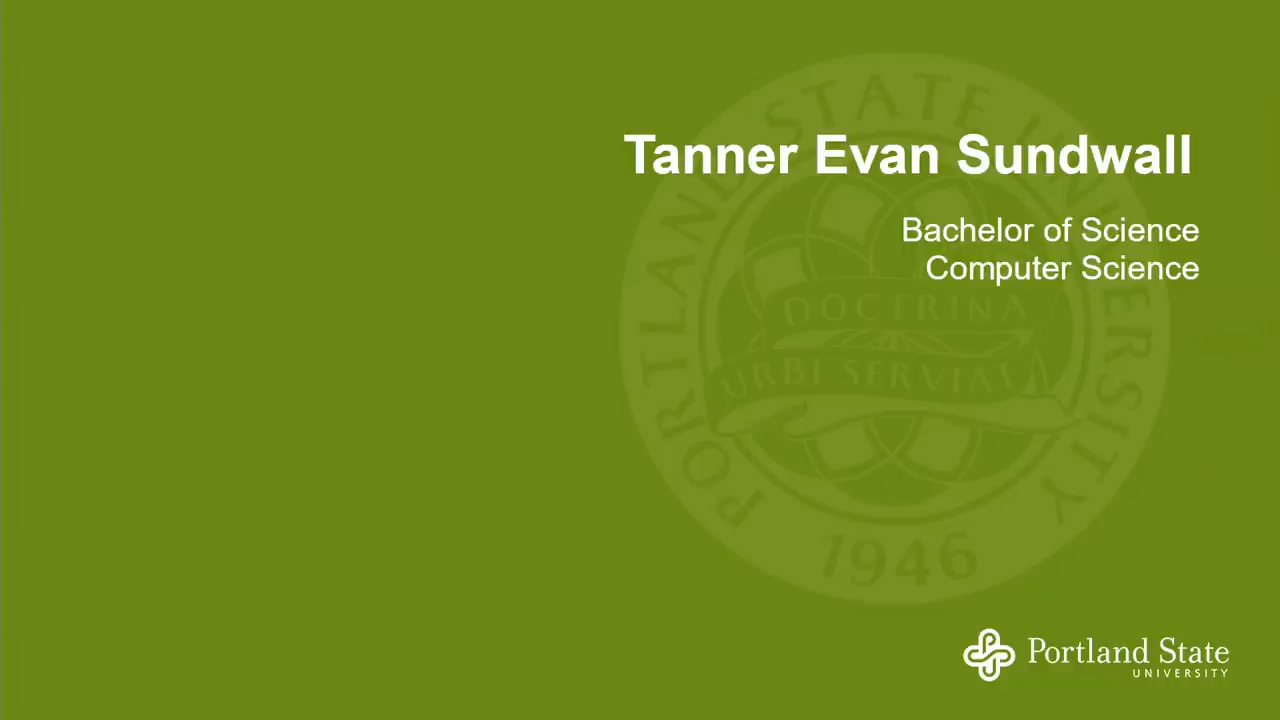 Tanner Evan Sundwall
Bachelor of Science
Computer Science
PORTLAND STATE UNIVERSITY
DOCTRINA
URBI SERVIAT
1946
Portland State
UNIVERSITY